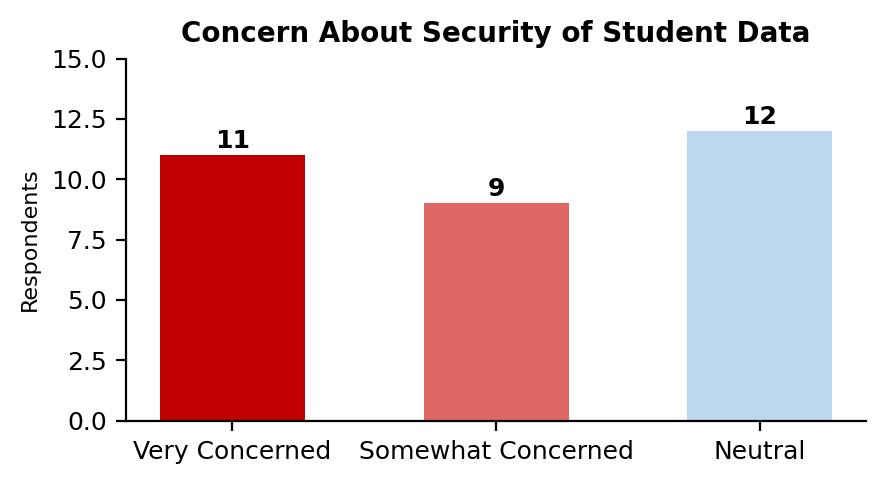 Concern About Security of Student Data
15.0
12.5
10.0
7.5
5.0
2.5
0.0
Respondents
11
9
12
Very Concerned
Somewhat Concerned
Neutral